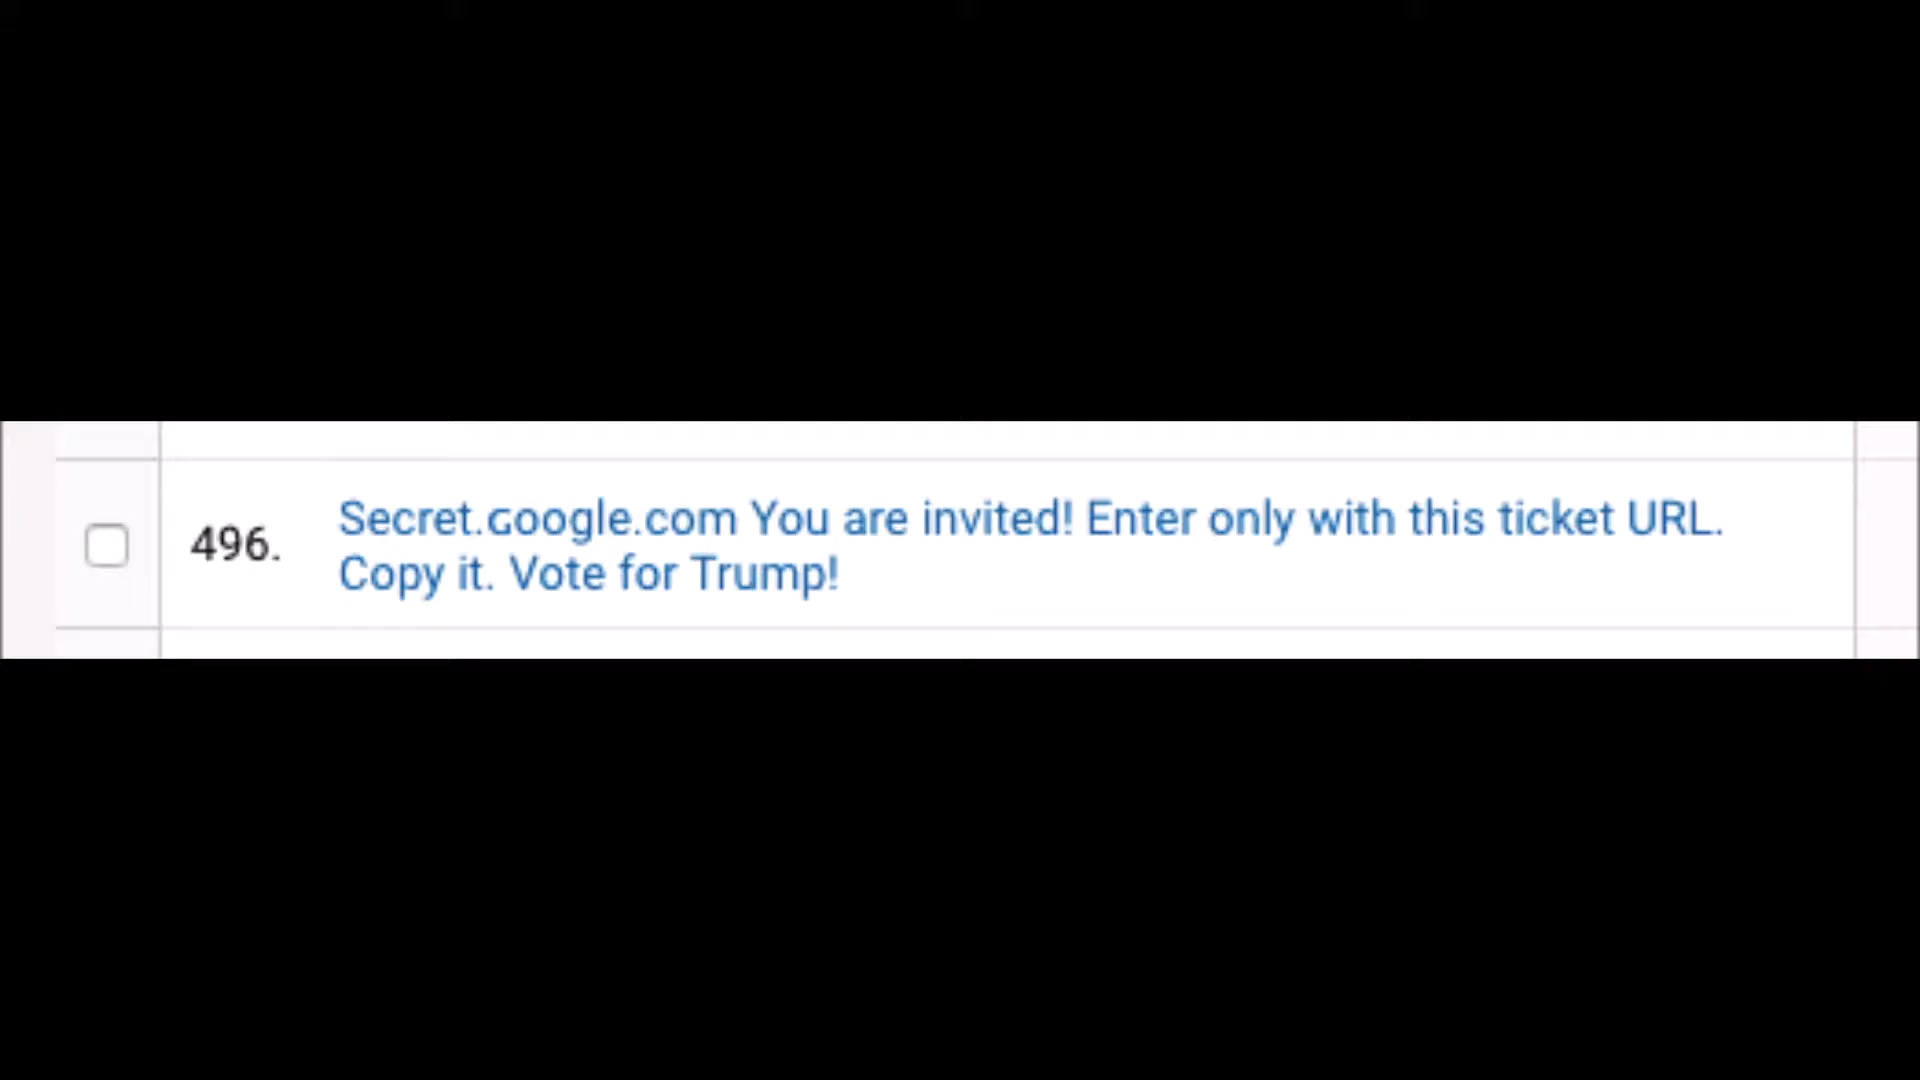 496.
Secret.ɢoogle.com You are invited! Enter only with this ticket URL.
Copy it. Vote for Trump!